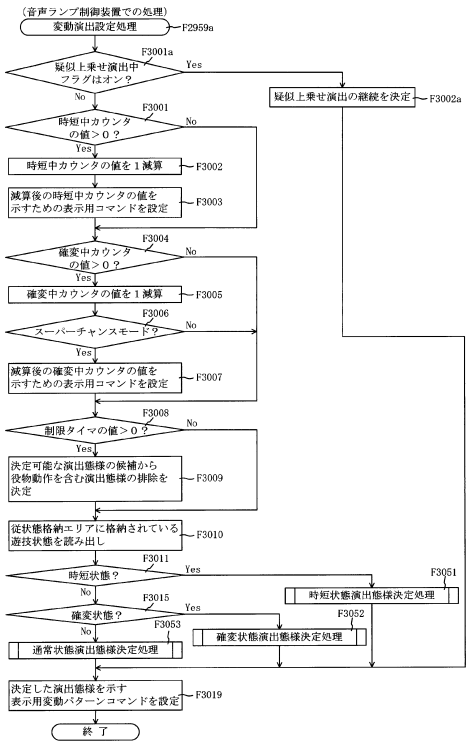 (音声ランプ制御装置での処理)
変動演出設定処理
F2959a
F3001a
疑似上乗せ演出中
フラグはオン?
Yes
No
疑似上乗せ演出の継続を決定
F3002a
F3001
時短中カウンタ
の値>0?
No
Yes
時短中カウンタの値を1減算
F3002
減算後の時短中カウンタの値を
示すための表示用コマンドを設定
F3003
F3004
確変中カウンタ
の値>0?
No
Yes
確変中カウンタの値を1減算
F3005
F3006
スーパーチャンスモード?
No
Yes
減算後の確変中カウンタの値を
示すための表示用コマンドを設定
F3007
F3008
制限タイマの値>0?
No
Yes
決定可能な演出態様の候補から
役物動作を含む演出態様の排除を
決定
F3009
従状態格納エリアに格納されている
遊技状態を読み出し
F3010
F3011
時短状態?
Yes
No
F3051
時短状態演出態様決定処理
F3015
確変状態?
Yes
No
F3052
確変状態演出態様決定処理
F3053
通常状態演出態様決定処理
決定した演出態様を示す
表示用変動パターンコマンドを設定
F3019
終了